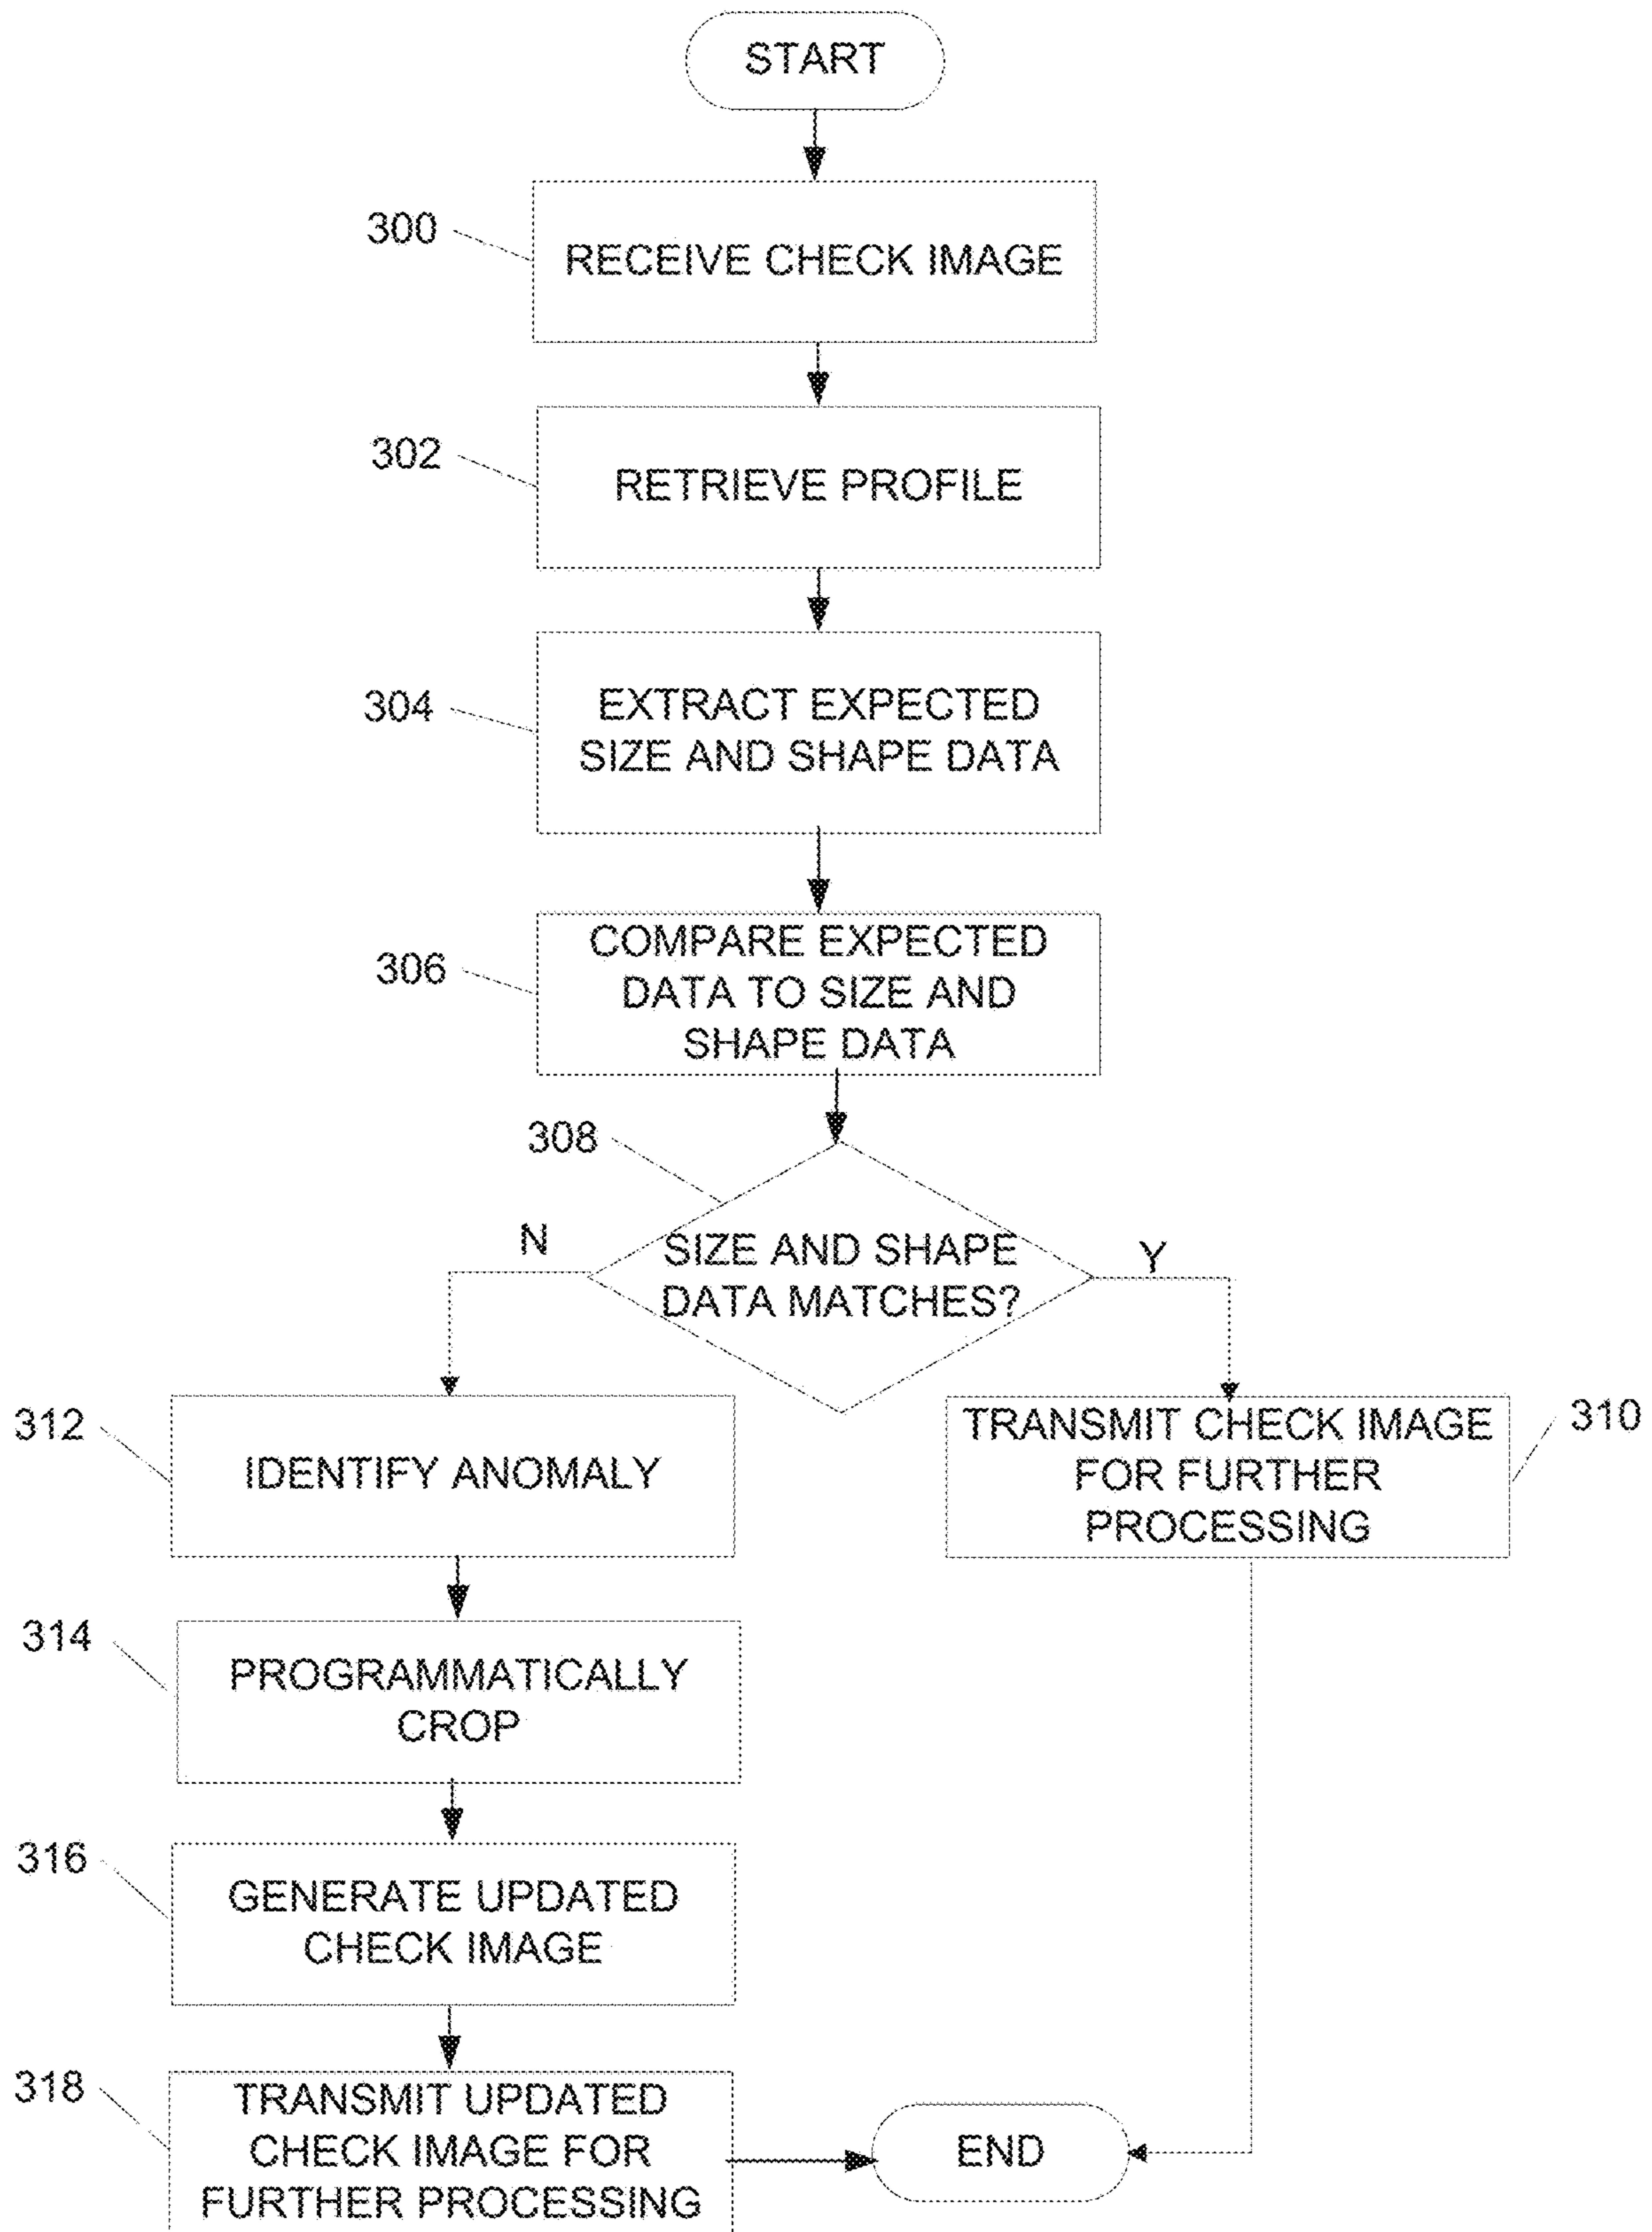 START
300
RECEIVE CHECK IMAGE
302
RETRIEVE PROFILE
304
EXTRACT EXPECTED
SIZE AND SHAPE DATA
306
COMPARE EXPECTED
DATA TO SIZE AND
SHAPE DATA
308
N
SIZE AND SHAPE
DATA MATCHES?
Y
312
IDENTIFY ANOMALY
TRANSMIT CHECK IMAGE
FOR FURTHER
PROCESSING
310
314
PROGRAMMATICALLY
CROP
316
GENERATE UPDATED
CHECK IMAGE
318
TRANSMIT UPDATED
CHECK IMAGE FOR
FURTHER PROCESSING
END